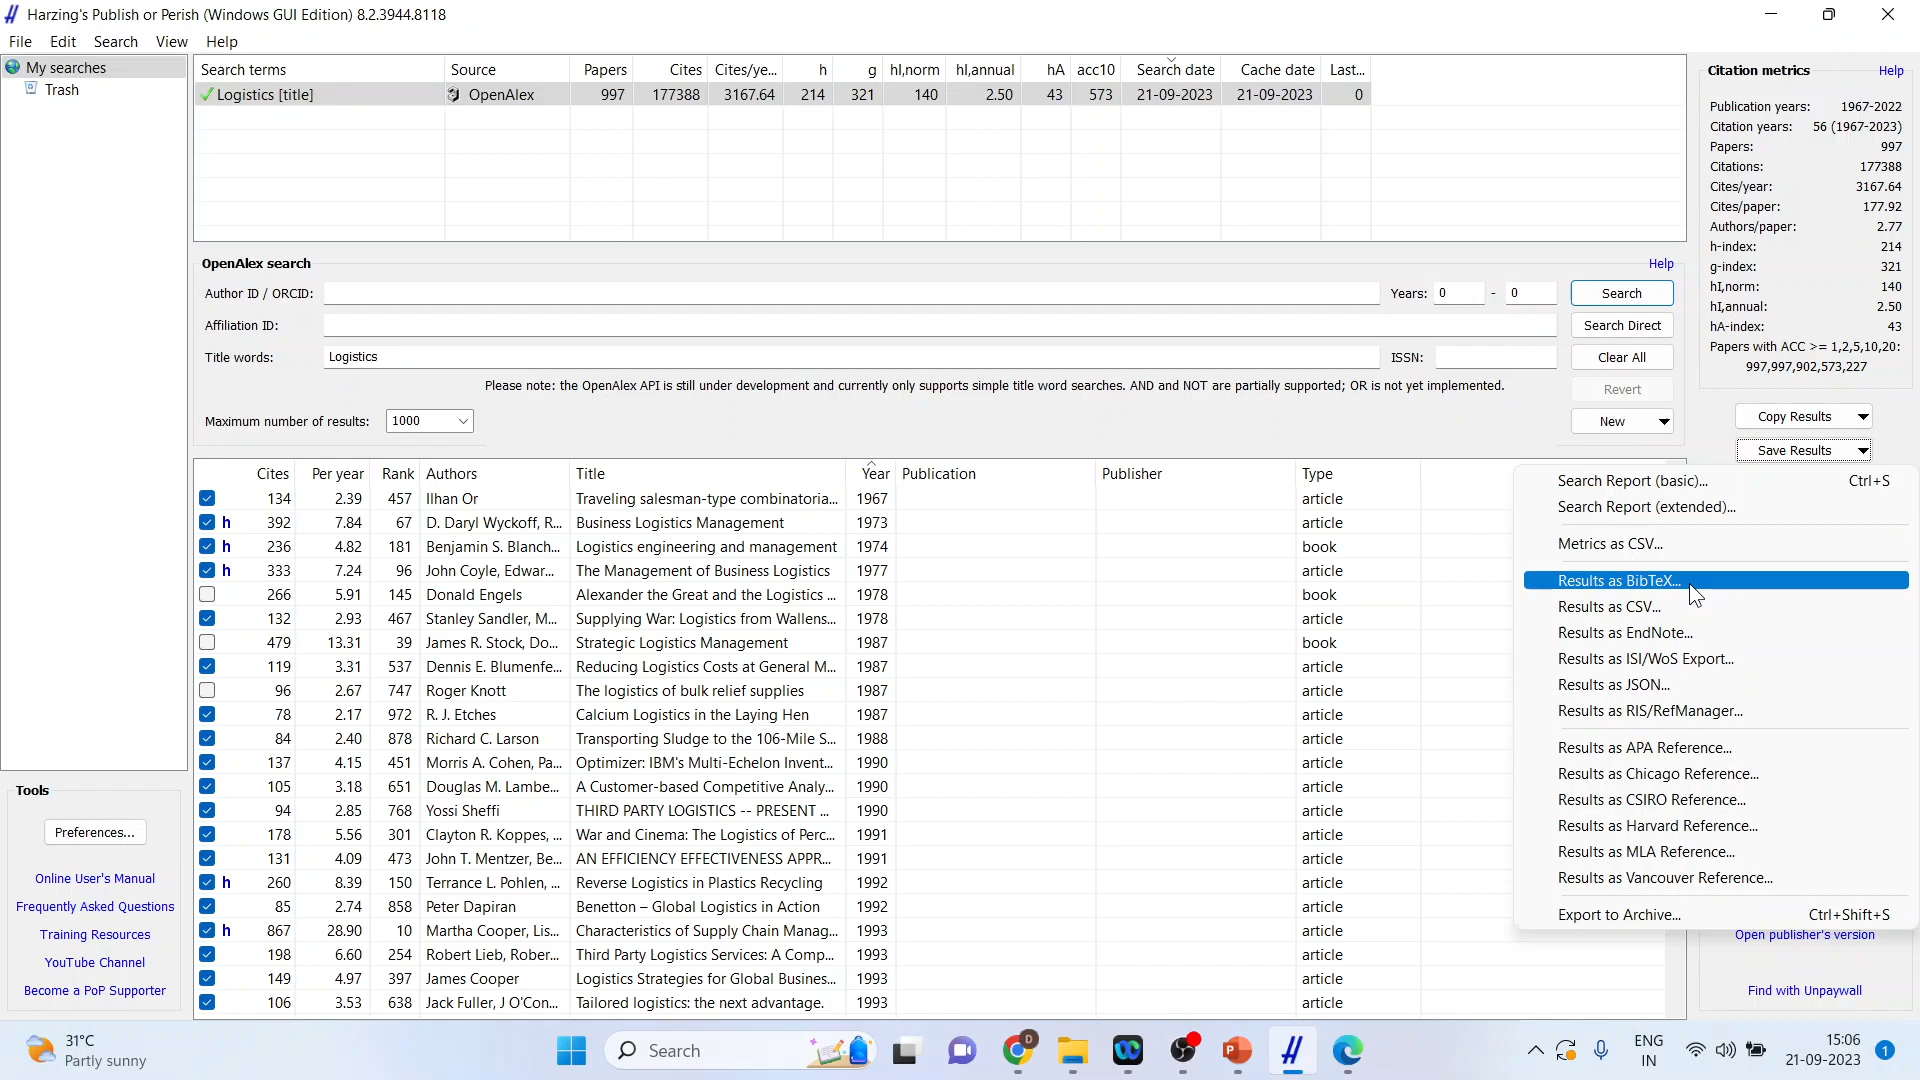 Harzing's Publish or Perish (Windows GUI Edition) 8.2.3944.8118
File Edit Search View Help
My searches
Trash
Search terms Source Papers Cites Cites/ye... h g hI,norm hI,annual hA acc10 Search date Cache date Last...
Logistics [title] OpenAlex 997 177388 3167.64 214 321 140 2.50 43 573 21-09-2023 21-09-2023 0
OpenAlex search Help
Author ID / ORCID: Years: 0 - 0 Search
Affiliation ID: Search Direct
Title words: Logistics ISSN: Clear All
Please note: the OpenAlex API is still under development and currently only supports simple title word searches. AND and NOT are partially supported; OR is not yet implemented. Revert
Maximum number of results: 1000 New
Cites Per year Rank Authors Title Year Publication Publisher Type
134 2.39 457 Ilhan Or Traveling salesman-type combinatoria... 1967 article
h 392 7.84 67 D. Daryl Wyckoff, R... Business Logistics Management 1973 article
h 236 4.82 181 Benjamin S. Blanch... Logistics engineering and management 1974 book
h 333 7.24 96 John Coyle, Edwar... The Management of Business Logistics 1977 article
266 5.91 145 Donald Engels Alexander the Great and the Logistics ... 1978 book
132 2.93 467 Stanley Sandler, M... Supplying War: Logistics from Wallens... 1978 article
479 13.31 39 James R. Stock, Do... Strategic Logistics Management 1987 book
119 3.31 537 Dennis E. Blumenfe... Reducing Logistics Costs at General M... 1987 article
96 2.67 747 Roger Knott The logistics of bulk relief supplies 1987 article
78 2.17 972 R. J. Etches Calcium Logistics in the Laying Hen 1987 article
84 2.40 878 Richard C. Larson Transporting Sludge to the 106-Mile S... 1988 article
137 4.15 451 Morris A. Cohen, Pa... Optimizer: IBM's Multi-Echelon Invent... 1990 article
105 3.18 651 Douglas M. Lambe... A Customer-based Competitive Analy... 1990 article
94 2.85 768 Yossi Sheffi THIRD PARTY LOGISTICS -- PRESENT ... 1990 article
178 5.56 301 Clayton R. Koppes, ... War and Cinema: The Logistics of Perc... 1991 article
131 4.09 473 John T. Mentzer, Be... AN EFFICIENCY EFFECTIVENESS APPR... 1991 article
h 260 8.39 150 Terrance L. Pohlen, ... Reverse Logistics in Plastics Recycling 1992 article
85 2.74 858 Peter Dapiran Benetton – Global Logistics in Action 1992 article
h 867 28.90 10 Martha Cooper, Lis... Characteristics of Supply Chain Manag... 1993 article
198 6.60 254 Robert Lieb, Rober... Third Party Logistics Services: A Comp... 1993 article
149 4.97 397 James Cooper Logistics Strategies for Global Busines... 1993 article
106 3.53 638 Jack Fuller, J O'Con... Tailored logistics: the next advantage. 1993 article
Citation metrics Help
Publication years: 1967-2022
Citation years: 56 (1967-2023)
Papers: 997
Citations: 177388
Cites/year: 3167.64
Cites/paper: 177.92
Authors/paper: 2.77
h-index: 214
g-index: 321
hI,norm: 140
hI,annual: 2.50
hA-index: 43
Papers with ACC >= 1,2,5,10,20:
997,997,902,573,227
Copy Results
Save Results
Search Report (basic)... Ctrl+S
Search Report (extended)...
Metrics as CSV...
Results as BibTeX...
Results as CSV...
Results as EndNote...
Results as ISI/WoS Export...
Results as JSON...
Results as RIS/RefManager...
Results as APA Reference...
Results as Chicago Reference...
Results as CSIRO Reference...
Results as Harvard Reference...
Results as MLA Reference...
Results as Vancouver Reference...
Export to Archive... Ctrl+Shift+S
Open publisher's version
Find with Unpaywall
Tools
Preferences...
Online User's Manual
Frequently Asked Questions
Training Resources
YouTube Channel
Become a PoP Supporter
31°C
Partly sunny
Search
D
ENG
IN
15:06
21-09-2023
1